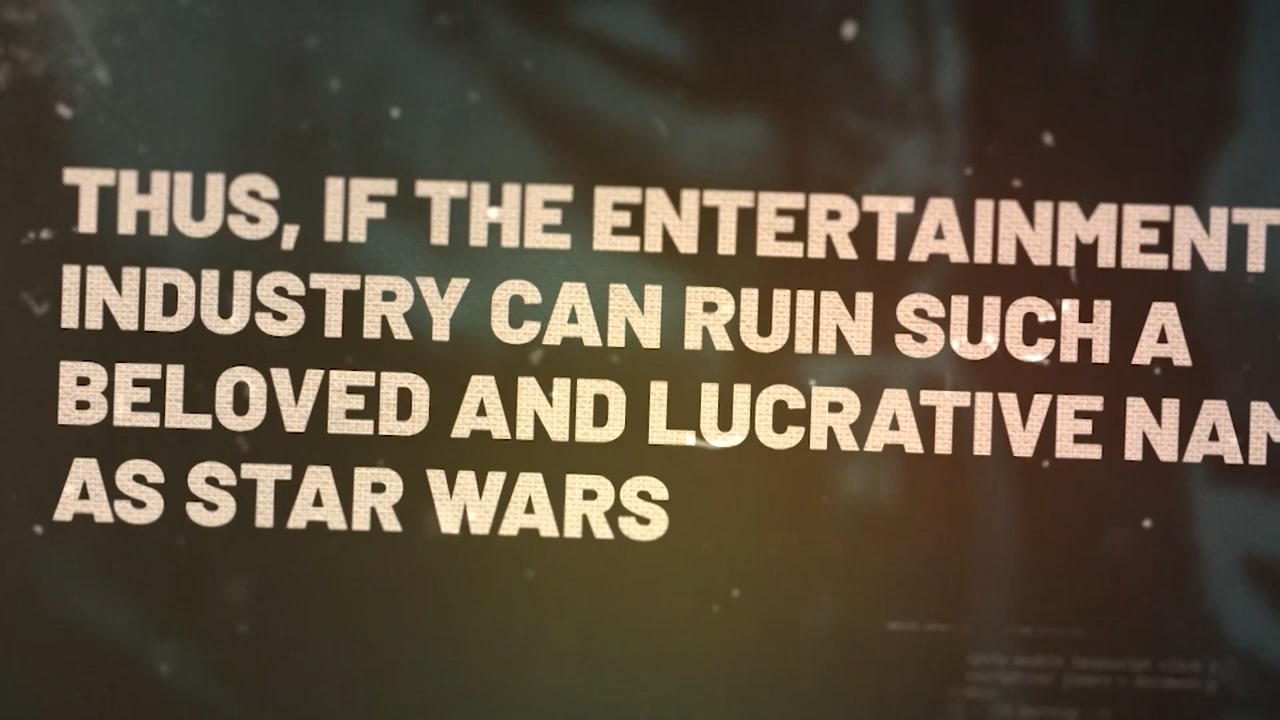 THUS, IF THE ENTERTAINMENT
INDUSTRY CAN RUIN SUCH A
BELOVED AND LUCRATIVE
AS STAR WARS